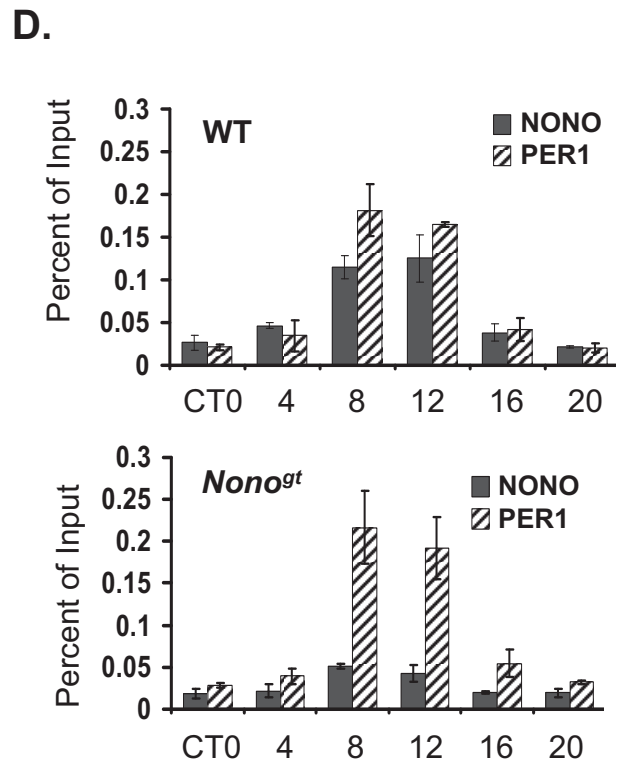 D.
0.3
0.25
0.2
0.15
0.1
0.05
0
Percent of Input
WT
NONO
PER1
CT0 4 8 12 16 20
0.3
0.25
0.2
0.15
0.1
0.05
0
Percent of Input
Nonogt
NONO
PER1
CT0 4 8 12 16 20